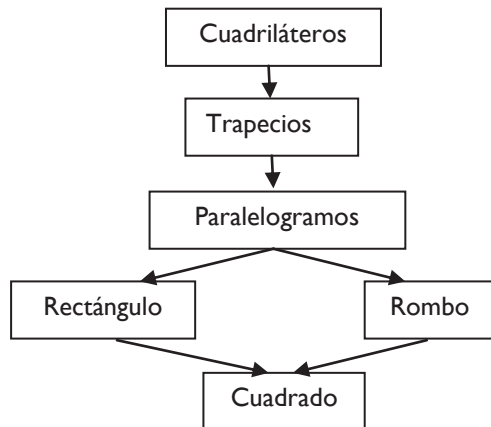 Cuadriláteros
Trapecios
Paralelogramos
Rectángulo
Rombo
Cuadrado